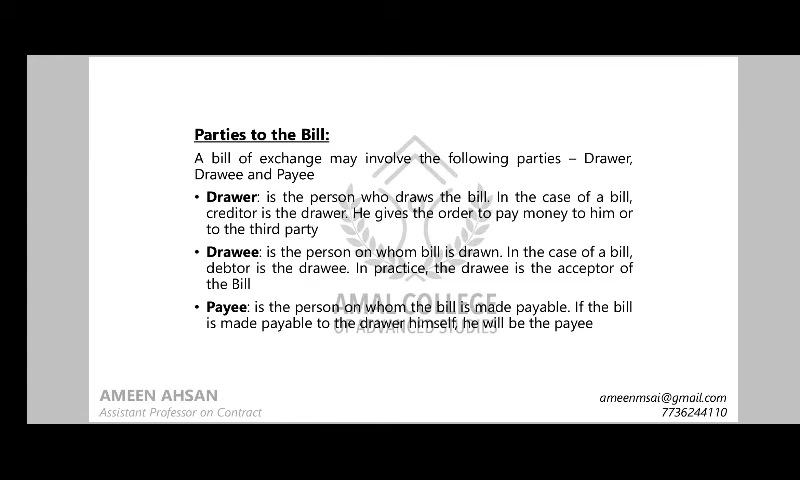 Parties to the Bill:
A bill of exchange may involve the following parties – Drawer,
Drawee and Payee
• Drawer: is the person who draws the bill. In the case of a bill,
creditor is the drawer. He gives the order to pay money to him or
to the third party
• Drawee: is the person on whom bill is drawn. In the case of a bill,
debtor is the drawee. In practice, the drawee is the acceptor of
the Bill
• Payee: is the person on whom the bill is made payable. If the bill
is made payable to the drawer himself, he will be the payee
AMAL COLLEGE
OF ADVANCED STUDIES
AMEEN AHSAN
Assistant Professor on Contract
ameenmsai@gmail.com
7736244110